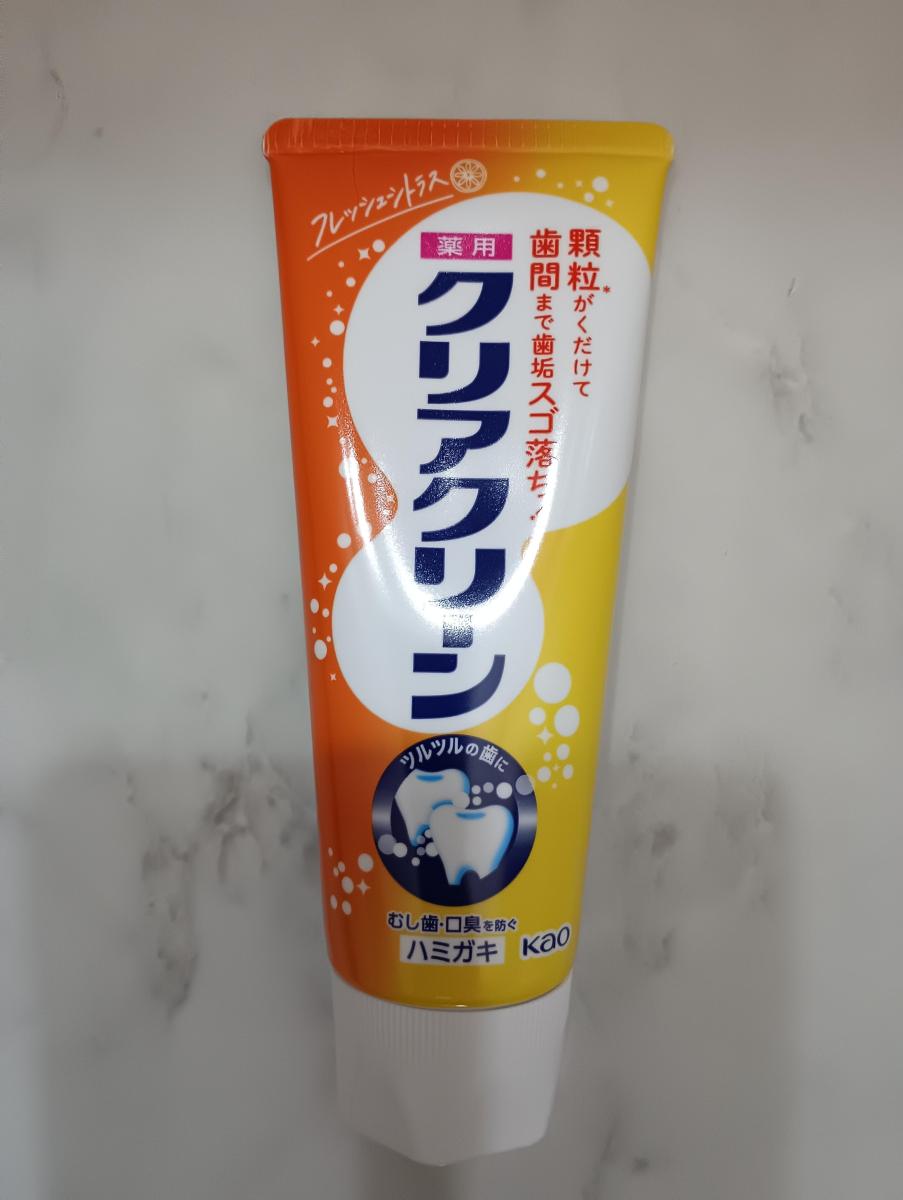 フレッシュシトラス
薬用
クリアクリーン
顆粒*がくだけて
歯間まで歯垢スゴ落ちっ!
ツルツルの歯に
むし歯・口臭を防ぐ
ハミガキ
Kao